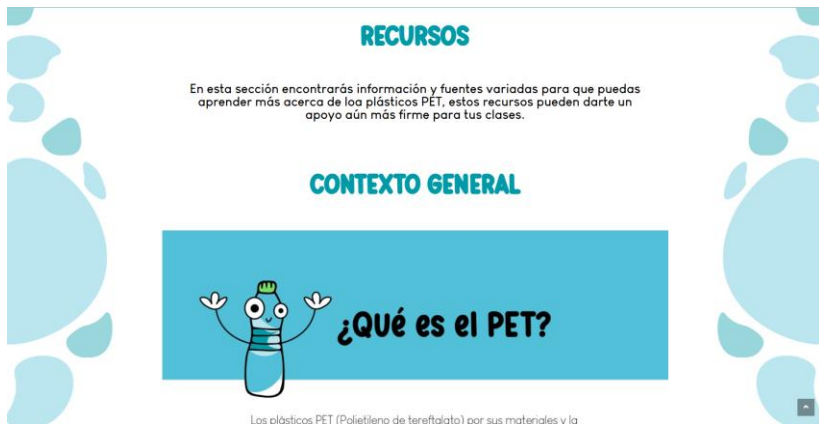 RECURSOS
En esta sección encontrarás información y fuentes variadas para que puedas
aprender más acerca de loa plásticos PET, estos recursos pueden darte un
apoyo aún más firme para tus clases.
CONTEXTO GENERAL
¿Qué es el PET?
Los plásticos PET (Polietileno de tereftalato) por sus materiales y la